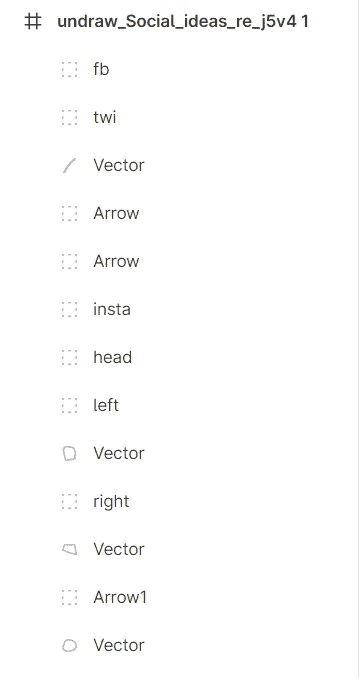 undraw_Social_ideas_re_j5v4 1
fb
twi
Vector
Arrow
Arrow
insta
head
left
Vector
right
Vector
Arrow1
Vector